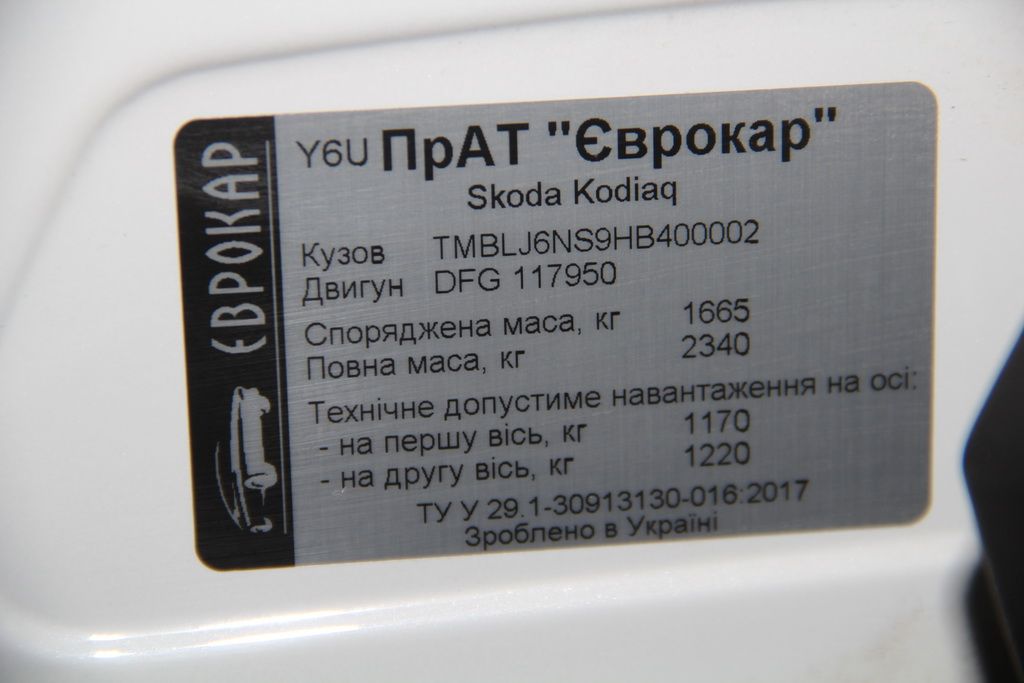 ЄВРОКАР
Y6U ПрАТ "Єврокар"
Skoda Kodiaq
Кузов TMBLJ6NS9HB400002
Двигун DFG 117950
Споряджена маса, кг 1665
Повна маса, кг 2340
Технічне допустиме навантаження на осі:
- на першу вісь, кг 1170
- на другу вісь, кг 1220
ТУ У 29.1-30913130-016:2017
Зроблено в Україні